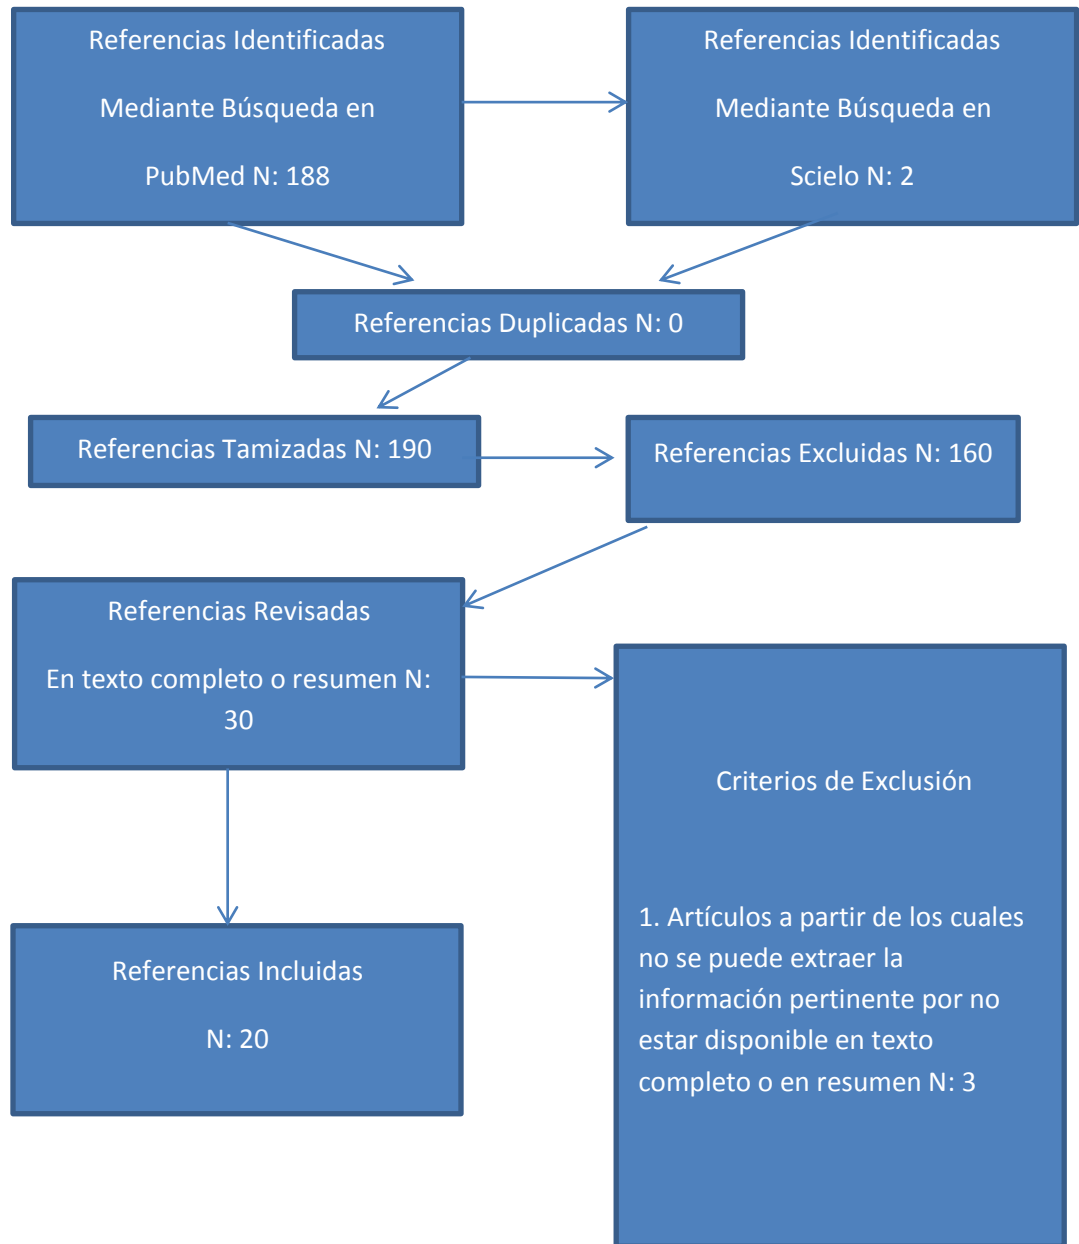 Referencias Identificadas
Mediante Búsqueda en
PubMed N: 188
Referencias Identificadas
Mediante Búsqueda en
Scielo N: 2
Referencias Duplicadas N: 0
Referencias Tamizadas N: 190
Referencias Excluidas N: 160
Referencias Revisadas
En texto completo o resumen N:
30
Criterios de Exclusión
1. Artículos a partir de los cuales
no se puede extraer la
información pertinente por no
estar disponible en texto
completo o en resumen N: 3
Referencias Incluidas
N: 20